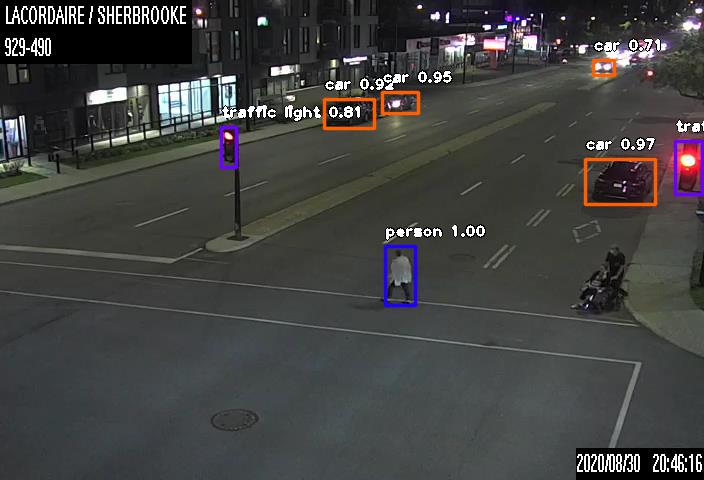 LACORDAIRE / SHERBROOKE
929-490
car 0.71
car 0.92
car 0.95
traffic light 0.81
traf
car 0.97
person 1.00
2020/08/30 20:46:16